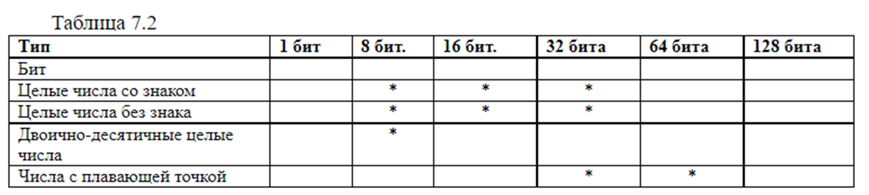 Таблица 7.2
Тип 1 бит 8 бит. 16 бит. 32 бита 64 бита 128 бита
Бит
Целые числа со знаком * * *
Целые числа без знака * * *
Двоично-десятичные целые *
числа
Числа с плавающей точкой * *